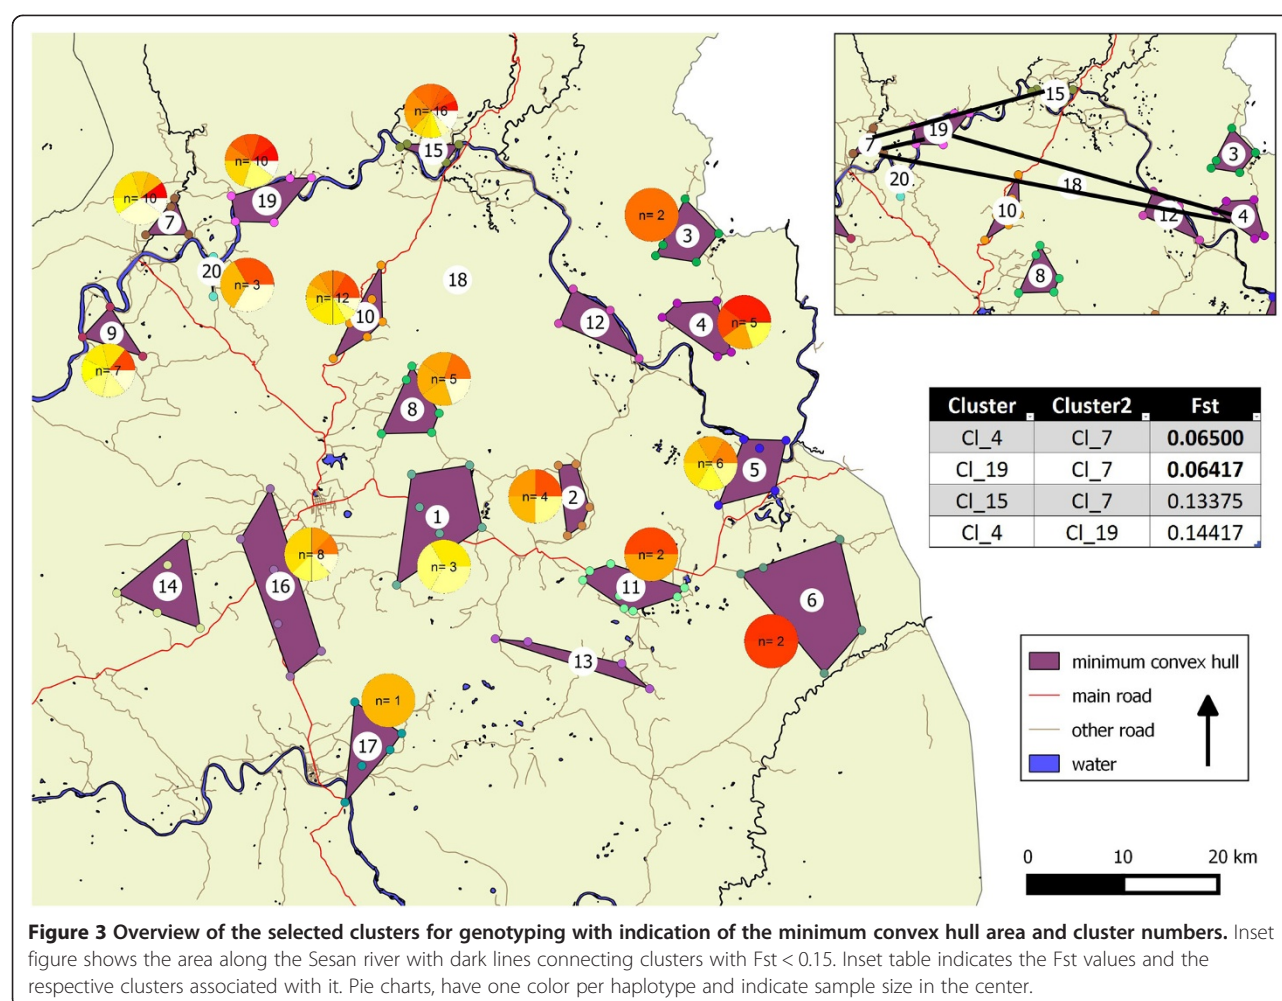 n= 16
15
n= 10
19
n= 10
7
n= 2
3
20
n= 3
18
n= 12
10
12
4
n= 5
9
n= 7
n= 5
8
n= 6
5
n= 4
2
1
n= 3
n= 8
16
14
n= 2
11
6
n= 2
13
n= 1
17
15
19
7
3
20
18
10
12
4
8
Cluster Cluster2 Fst
Cl_4 Cl_7 0.06500
Cl_19 Cl_7 0.06417
Cl_15 Cl_7 0.13375
Cl_4 Cl_19 0.14417
minimum convex hull
main road
other road
water
0 10 20 km
Figure 3 Overview of the selected clusters for genotyping with indication of the minimum convex hull area and cluster numbers. Inset
figure shows the area along the Sesan river with dark lines connecting clusters with Fst < 0.15. Inset table indicates the Fst values and the
respective clusters associated with it. Pie charts, have one color per haplotype and indicate sample size in the center.